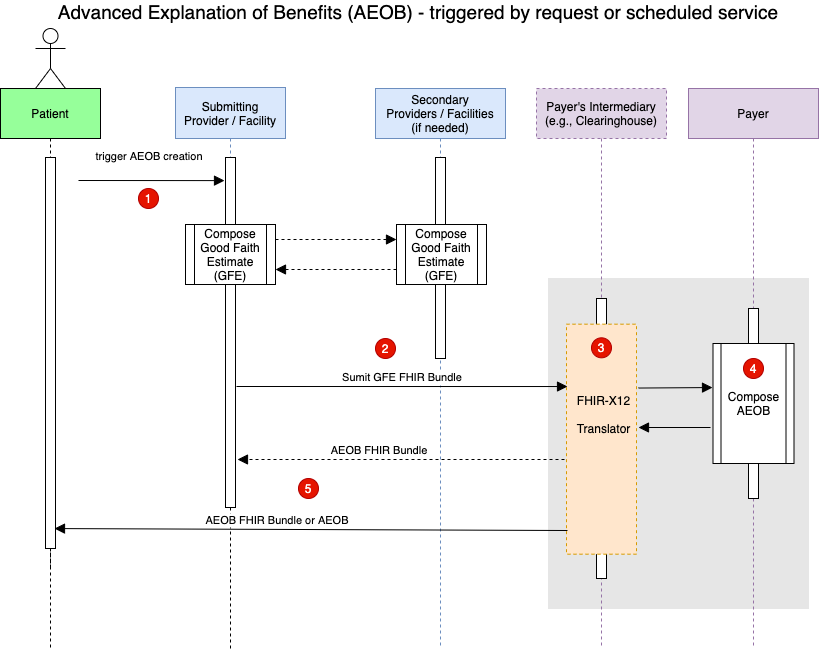 Advanced Explanation of Benefits (AEOB) - triggered by request or scheduled service
Patient
Submitting
Provider / Facility
Secondary
Providers / Facilities
(if needed)
Payer's Intermediary
(e.g., Clearinghouse)
Payer
trigger AEOB creation
1
Compose
Good Faith
Estimate
(GFE)
Compose
Good Faith
Estimate
(GFE)
2
Sumit GFE FHIR Bundle
3
FHIR-X12
Translator
4
Compose
AEOB
AEOB FHIR Bundle
5
AEOB FHIR Bundle or AEOB